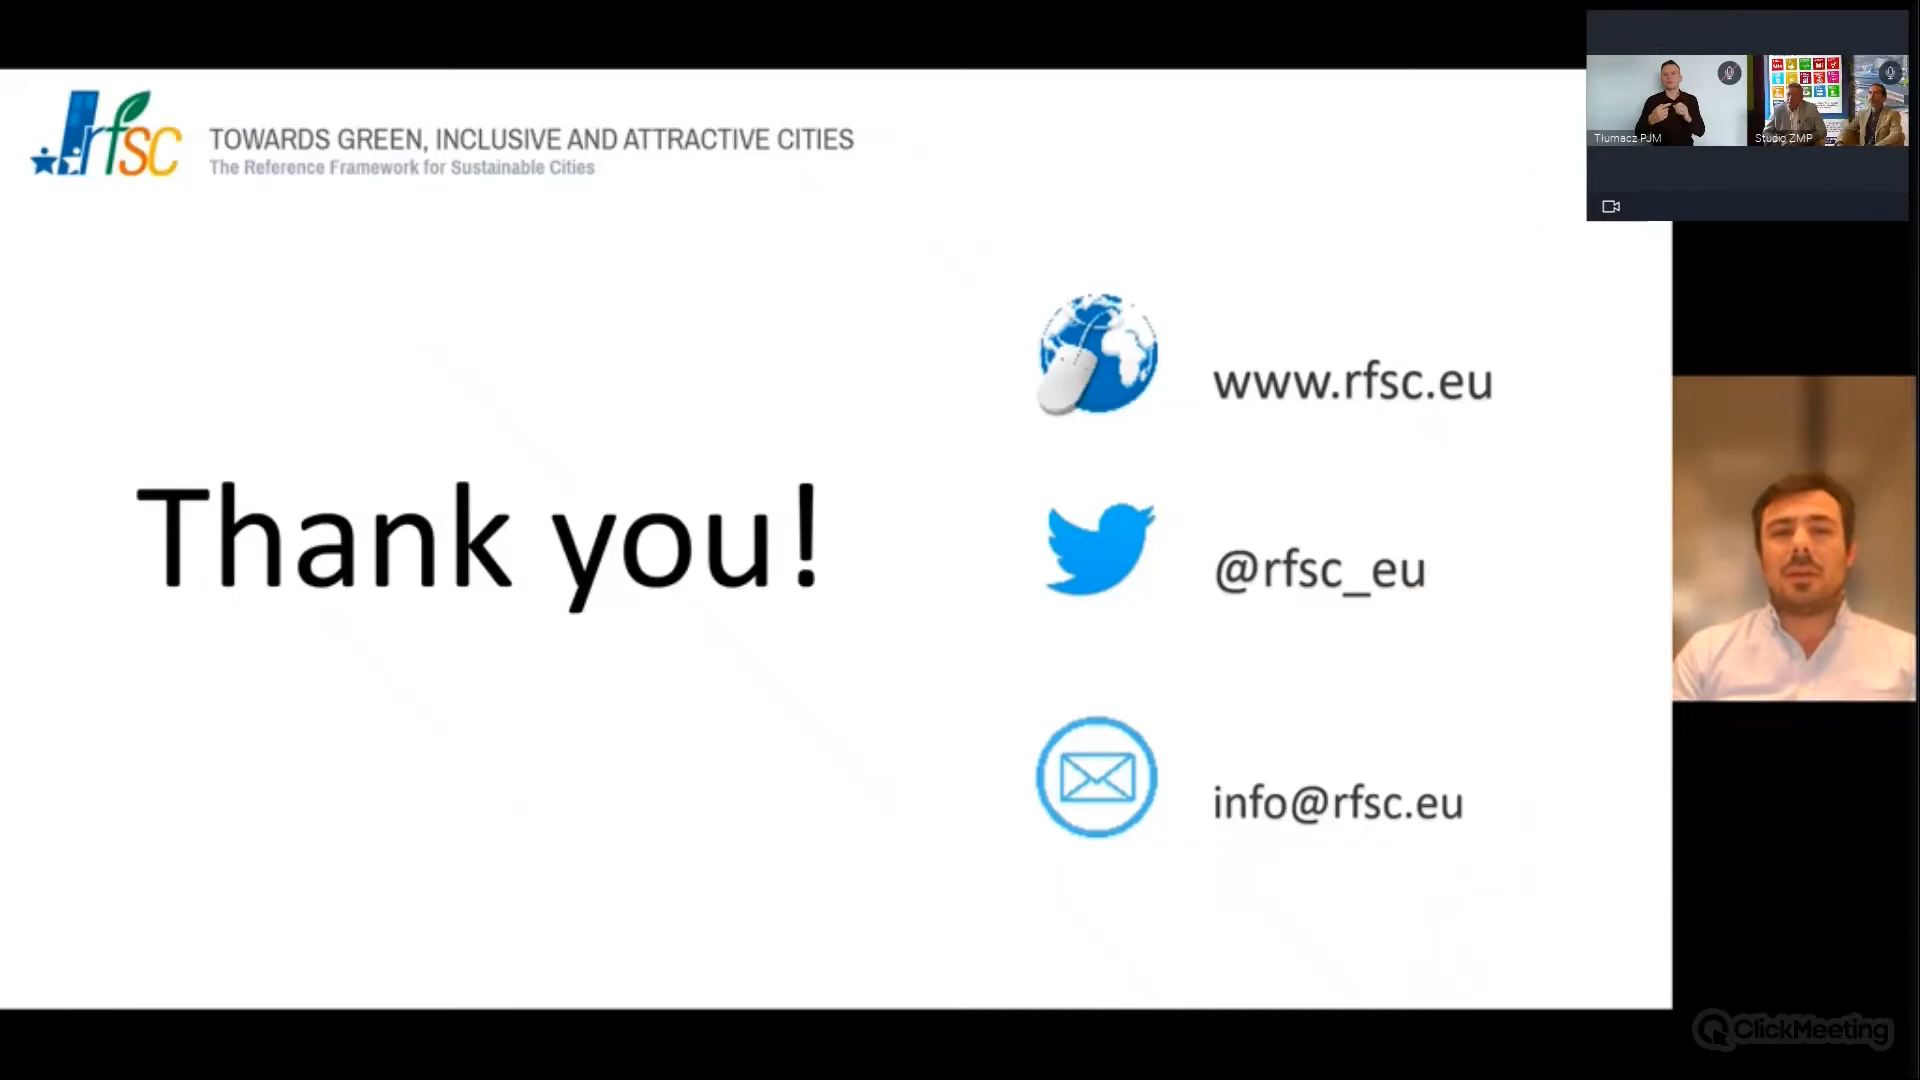 rfsc
TOWARDS GREEN, INCLUSIVE AND ATTRACTIVE CITIES
The Reference Framework for Sustainable Cities
Tłumacz PJM
Studio ZMP
www.rfsc.eu
Thank you!
@rfsc_eu
info@rfsc.eu
ClickMeeting